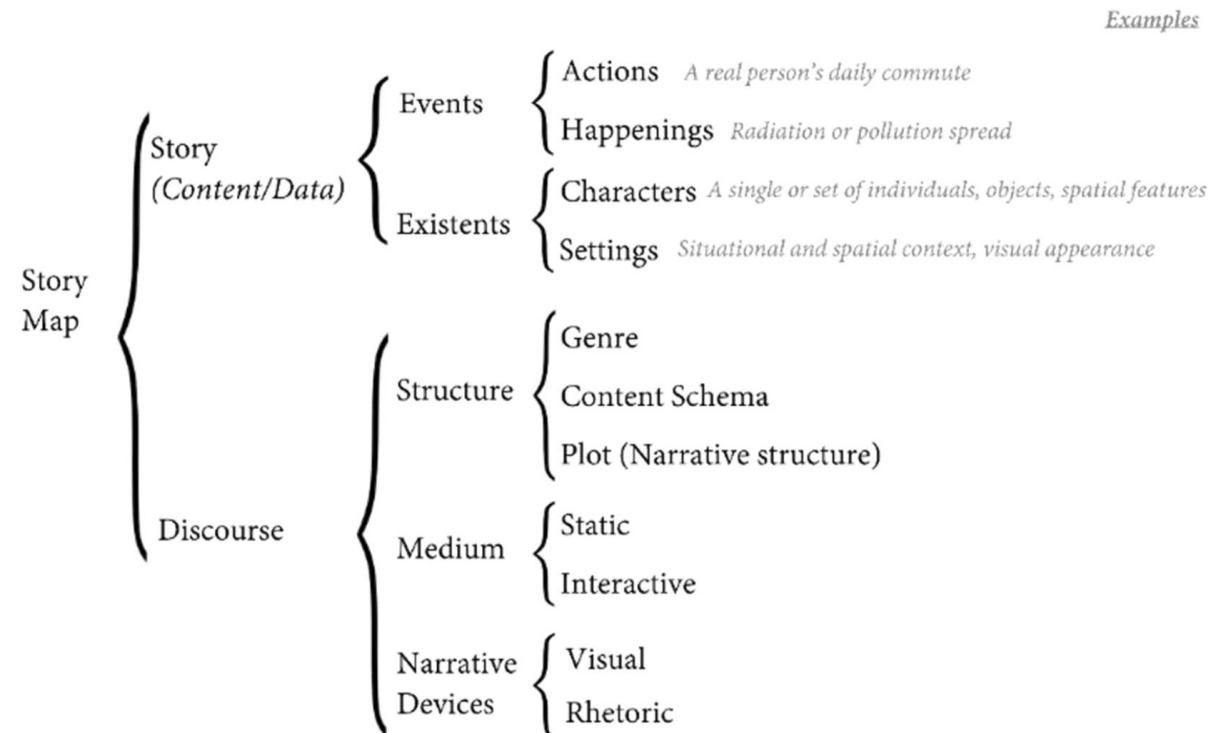 Examples
Story
Map
Story
(Content/Data)
Events
Actions A real person's daily commute
Happenings Radiation or pollution spread
Existents
Characters A single or set of individuals, objects, spatial features
Settings Situational and spatial context, visual appearance
Discourse
Structure
Genre
Content Schema
Plot (Narrative structure)
Medium
Static
Interactive
Narrative
Devices
Visual
Rhetoric